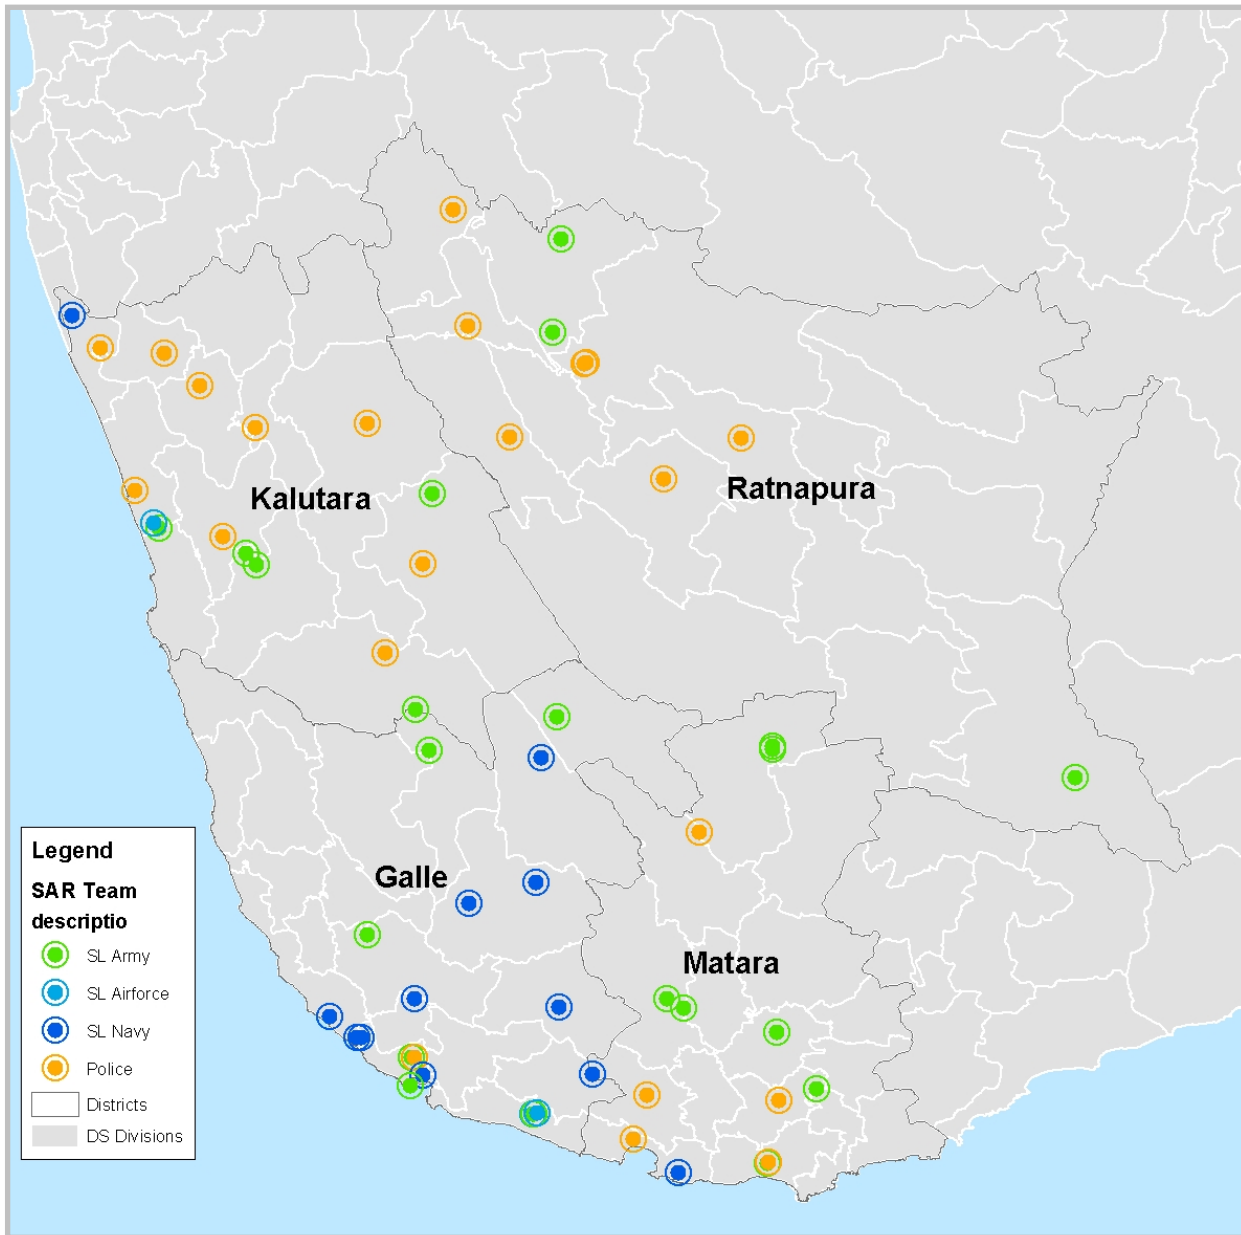 Kalutara
Ratnapura
Galle
Matara
Legend
SAR Team
descriptio
SL Army
SL Airforce
SL Navy
Police
Districts
DS Divisions